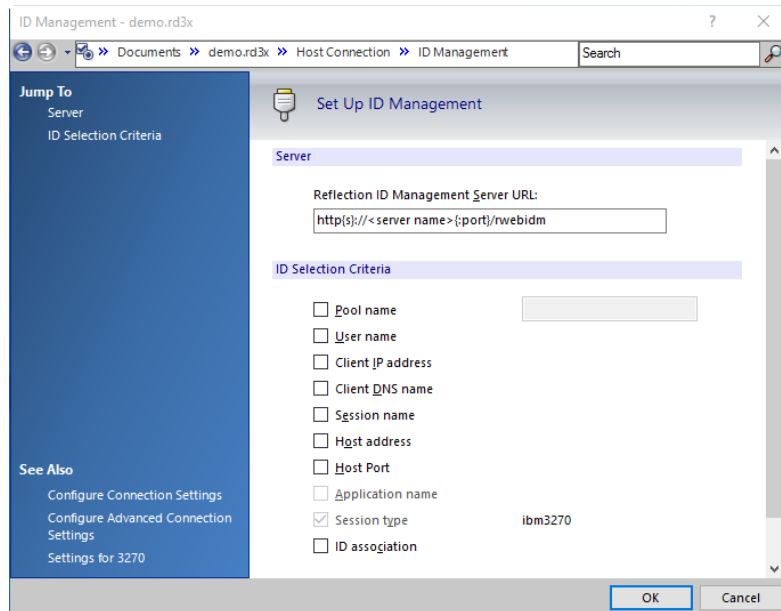 ID Management - demo.rd3x
Documents » demo.rd3x » Host Connection » ID Management
Search
Jump To
Server
ID Selection Criteria
Set Up ID Management
Server
Reflection ID Management Server URL:
http{s}://<server name>{:port}/rwebidm
ID Selection Criteria
Pool name
User name
Client IP address
Client DNS name
Session name
Host address
Host Port
Application name
Session type ibm3270
ID association
See Also
Configure Connection Settings
Configure Advanced Connection
Settings
Settings for 3270
OK Cancel